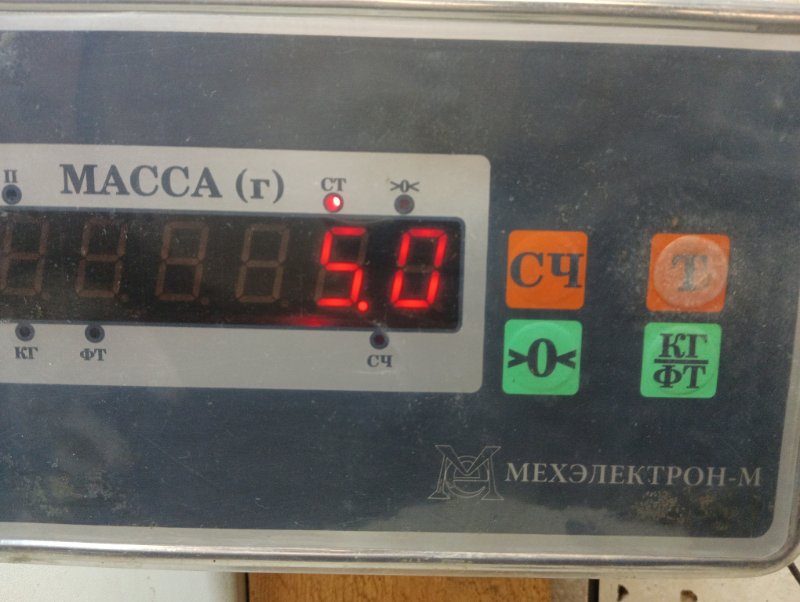 П
МАССА (г)
СТ
>0<
5.0
КГ
ФТ
СЧ
СЧ
Т
>0<
КГ
ФТ
МЕХЭЛЕКТРОН-М